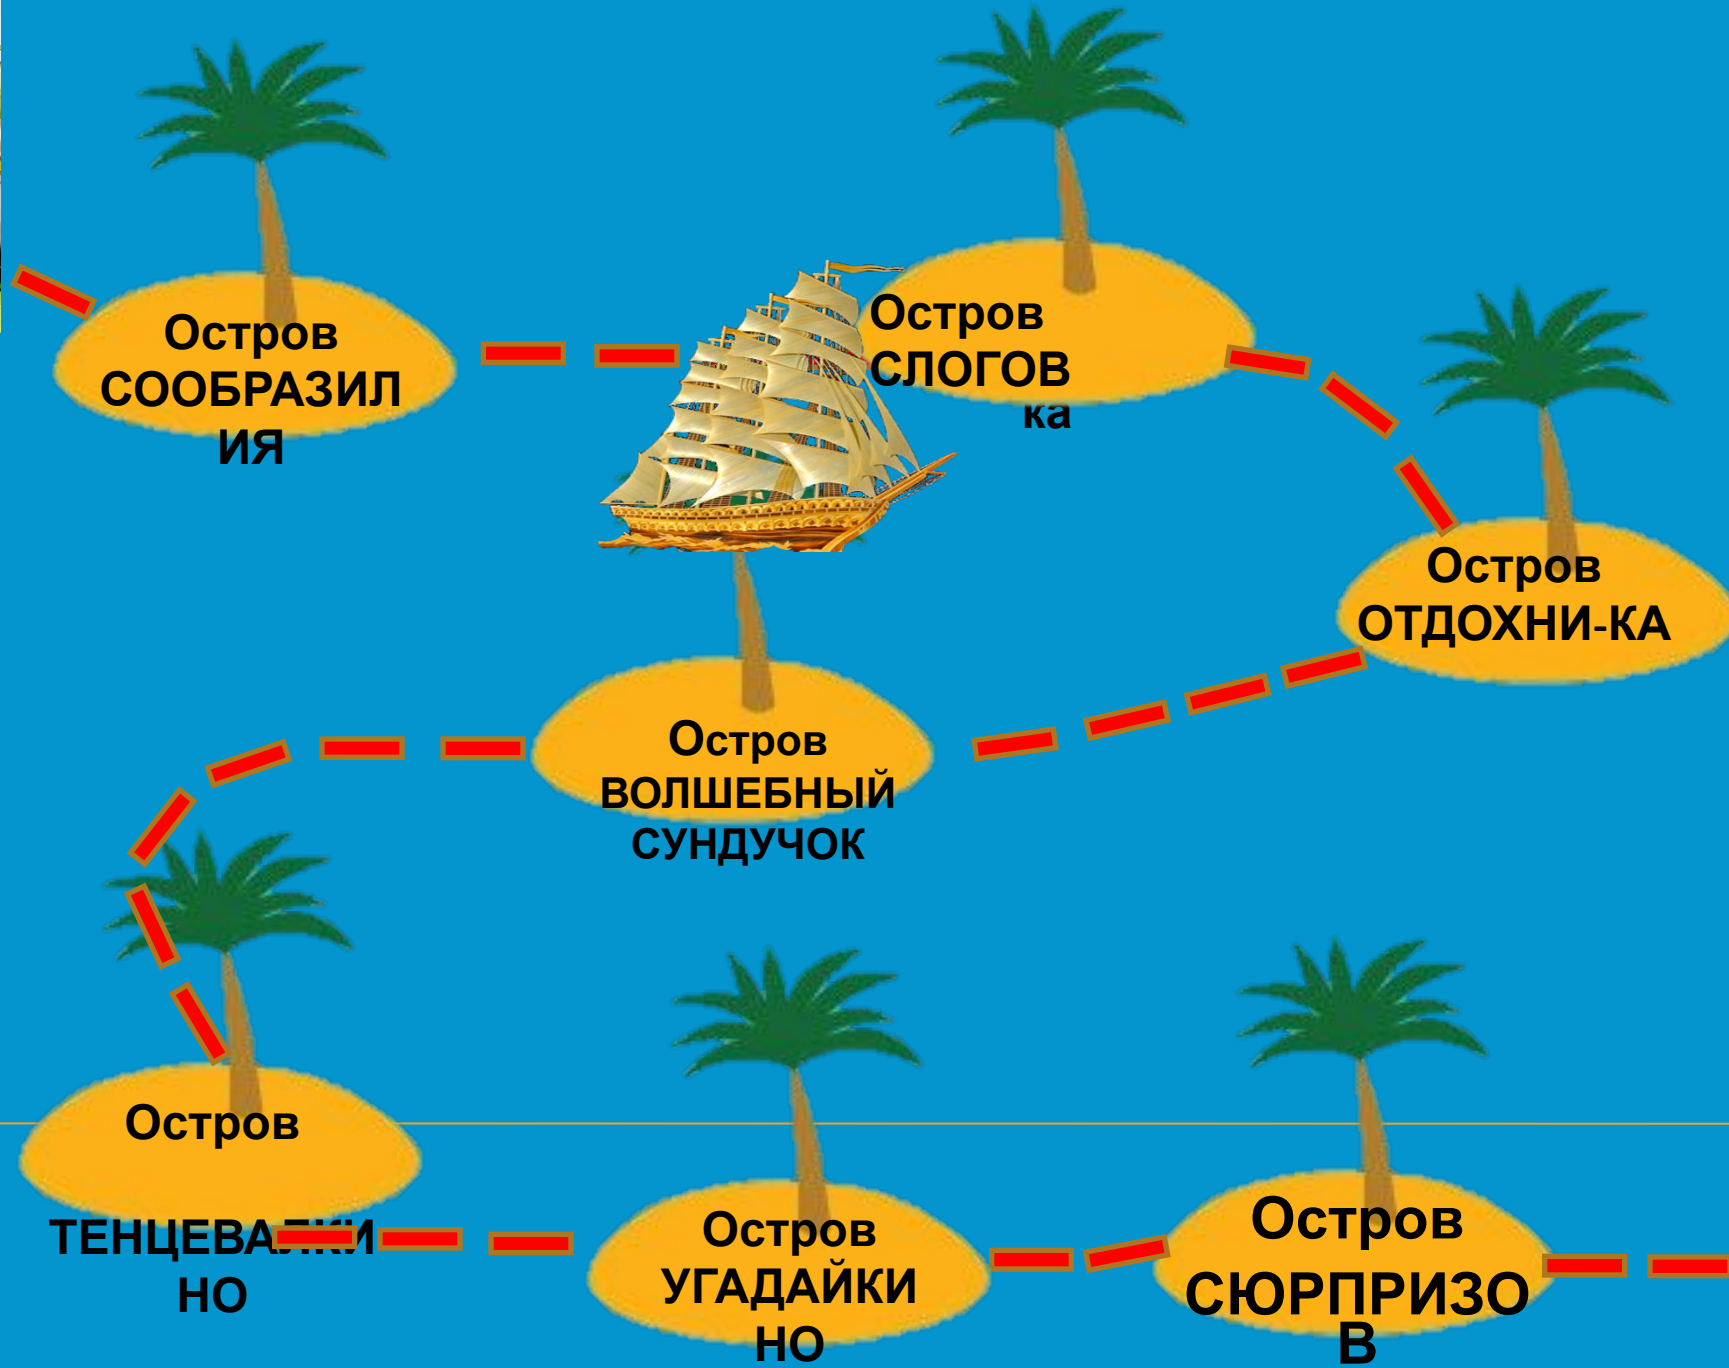 Остров
СООБРАЗИЛ
ИЯ
Остров
СЛОГОВ
ка
Остров
ОТДОХНИ-КА
Остров
ВОЛШЕБНЫЙ
СУНДУЧОК
Остров
ТЕНЦЕВАЛКИ
НО
Остров
УГАДАЙКИ
НО
Остров
СЮРПРИЗО
В